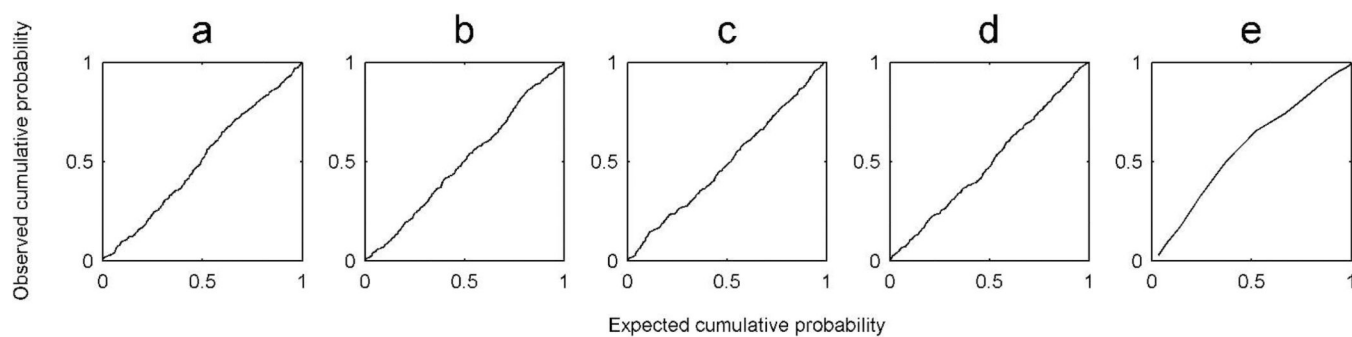 a b c d e
Observed cumulative probability
1 1 1 1 1
0.5 0.5 0.5 0.5 0.5
0 0 0 0 0
0 0.5 1 0 0.5 1 0 0.5 1 0 0.5 1 0 0.5 1
Expected cumulative probability